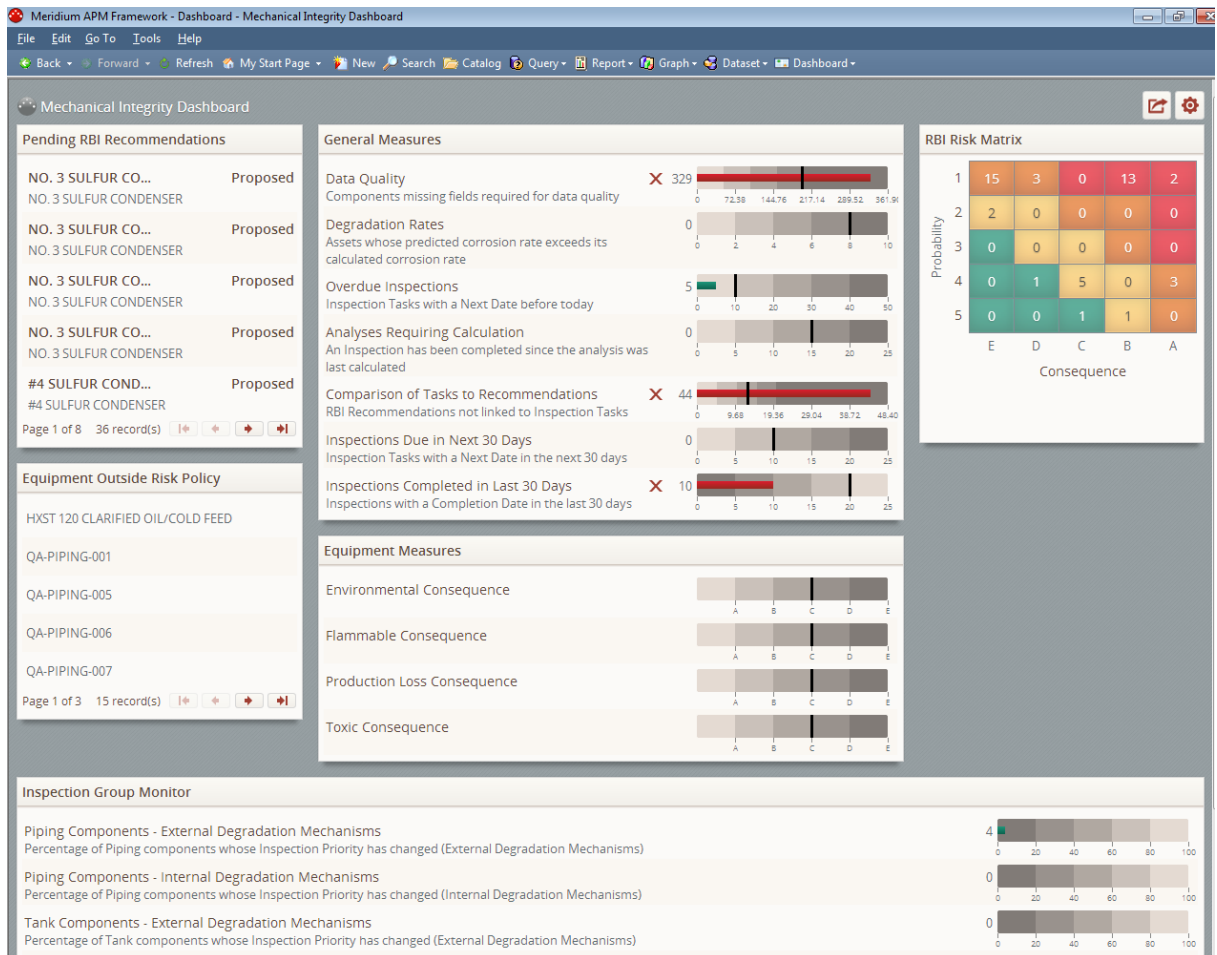 Meridium APM Framework - Dashboard - Mechanical Integrity Dashboard
File Edit Go To Tools Help
Back Forward Refresh My Start Page New Search Catalog Query Report Graph Dataset Dashboard
Mechanical Integrity Dashboard
Pending RBI Recommendations
NO. 3 SULFUR CO... Proposed
NO. 3 SULFUR CONDENSER
NO. 3 SULFUR CO... Proposed
NO. 3 SULFUR CONDENSER
NO. 3 SULFUR CO... Proposed
NO. 3 SULFUR CONDENSER
NO. 3 SULFUR CO... Proposed
NO. 3 SULFUR CONDENSER
#4 SULFUR COND... Proposed
#4 SULFUR CONDENSER
Page 1 of 8 36 record(s)
Equipment Outside Risk Policy
HXST 120 CLARIFIED OIL/COLD FEED
QA-PIPING-001
QA-PIPING-005
QA-PIPING-006
QA-PIPING-007
Page 1 of 3 15 record(s)
General Measures
Data Quality 329
Components missing fields required for data quality
0 72.38 144.76 217.14 289.52 361.90
Degradation Rates 0
Assets whose predicted corrosion rate exceeds its
calculated corrosion rate
0 2 4 6 8 10
Overdue Inspections 5
Inspection Tasks with a Next Date before today
0 10 20 30 40 50
Analyses Requiring Calculation 0
An Inspection has been completed since the analysis was
last calculated
0 5 10 15 20 25
Comparison of Tasks to Recommendations 44
RBI Recommendations not linked to Inspection Tasks
0 9.68 19.36 29.04 38.72 48.40
Inspections Due in Next 30 Days 0
Inspection Tasks with a Next Date in the next 30 days
0 5 10 15 20 25
Inspections Completed in Last 30 Days 10
Inspections with a Completion Date in the last 30 days
0 5 10 15 20 25
Equipment Measures
Environmental Consequence
A B C D E
Flammable Consequence
A B C D E
Production Loss Consequence
A B C D E
Toxic Consequence
A B C D E
RBI Risk Matrix
Probability
1 15 3 0 13 2
2 2 0 0 0 0
3 0 0 0 0 0
4 0 1 5 0 3
5 0 0 1 1 0
E D C B A
Consequence
Inspection Group Monitor
Piping Components - External Degradation Mechanisms 4
Percentage of Piping components whose Inspection Priority has changed (External Degradation Mechanisms)
0 20 40 60 80 100
Piping Components - Internal Degradation Mechanisms 0
Percentage of Piping components whose Inspection Priority has changed (Internal Degradation Mechanisms)
0 20 40 60 80 100
Tank Components - External Degradation Mechanisms 0
Percentage of Tank components whose Inspection Priority has changed (External Degradation Mechanisms)
0 20 40 60 80 100